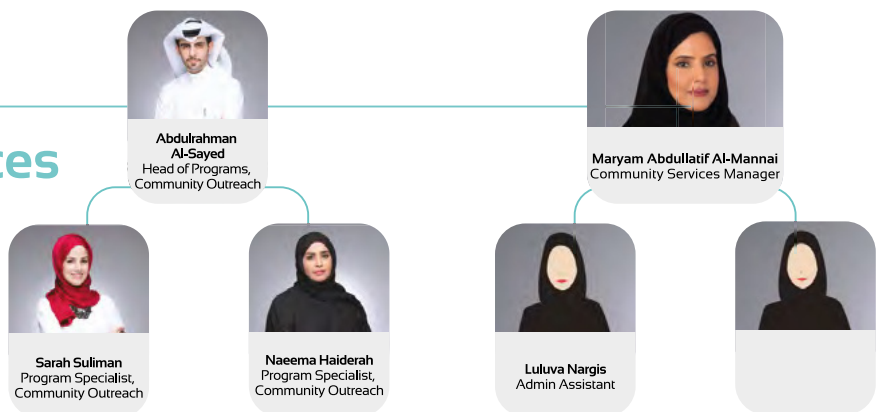 Abdulrahman
Al-Sayed
Head of Programs,
Community Outreach
Maryam Abdullatif Al-Mannai
Community Services Manager
Sarah Suliman
Program Specialist,
Community Outreach
Naeema Haiderah
Program Specialist,
Community Outreach
Luluva Nargis
Admin Assistant